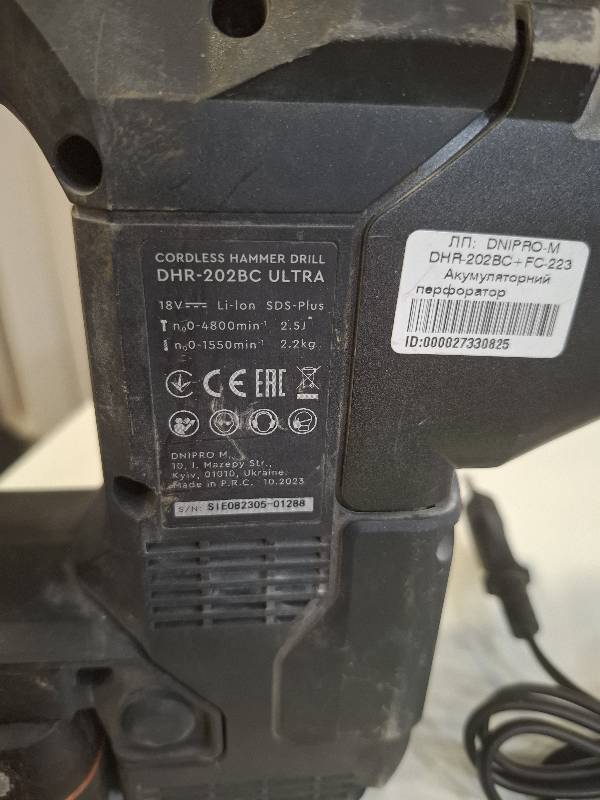 CORDLESS HAMMER DRILL
DHR-202BC ULTRA
18V⎓ Li-Ion SDS-Plus
n₀0-4800min⁻¹ 2.5J
n₀0-1550min⁻¹ 2.2kg
CE EAC
DNIPRO M,
10, I. Mazepy Str.,
Kyiv, 01010, Ukraine.
Made in P.R.C. 10.2023
S/N: SIE082305-01288
ЛП: DNIPRO-M
DHR-202BC+FC-223
Акумуляторний
перфоратор
ID:000027330825